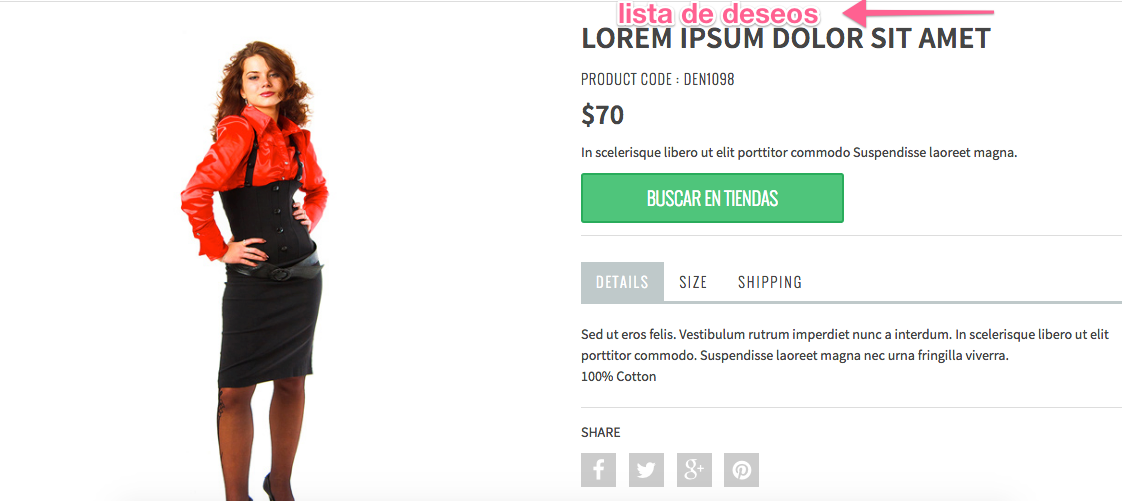 lista de deseos
LOREM IPSUM DOLOR SIT AMET
PRODUCT CODE : DEN1098
$70
In scelerisque libero ut elit porttitor commodo Suspendisse laoreet magna.
BUSCAR EN TIENDAS
DETAILS SIZE SHIPPING
Sed ut eros felis. Vestibulum rutrum imperdiet nunc a interdum. In scelerisque libero ut elit
porttitor commodo. Suspendisse laoreet magna nec urna fringilla viverra.
100% Cotton
SHARE